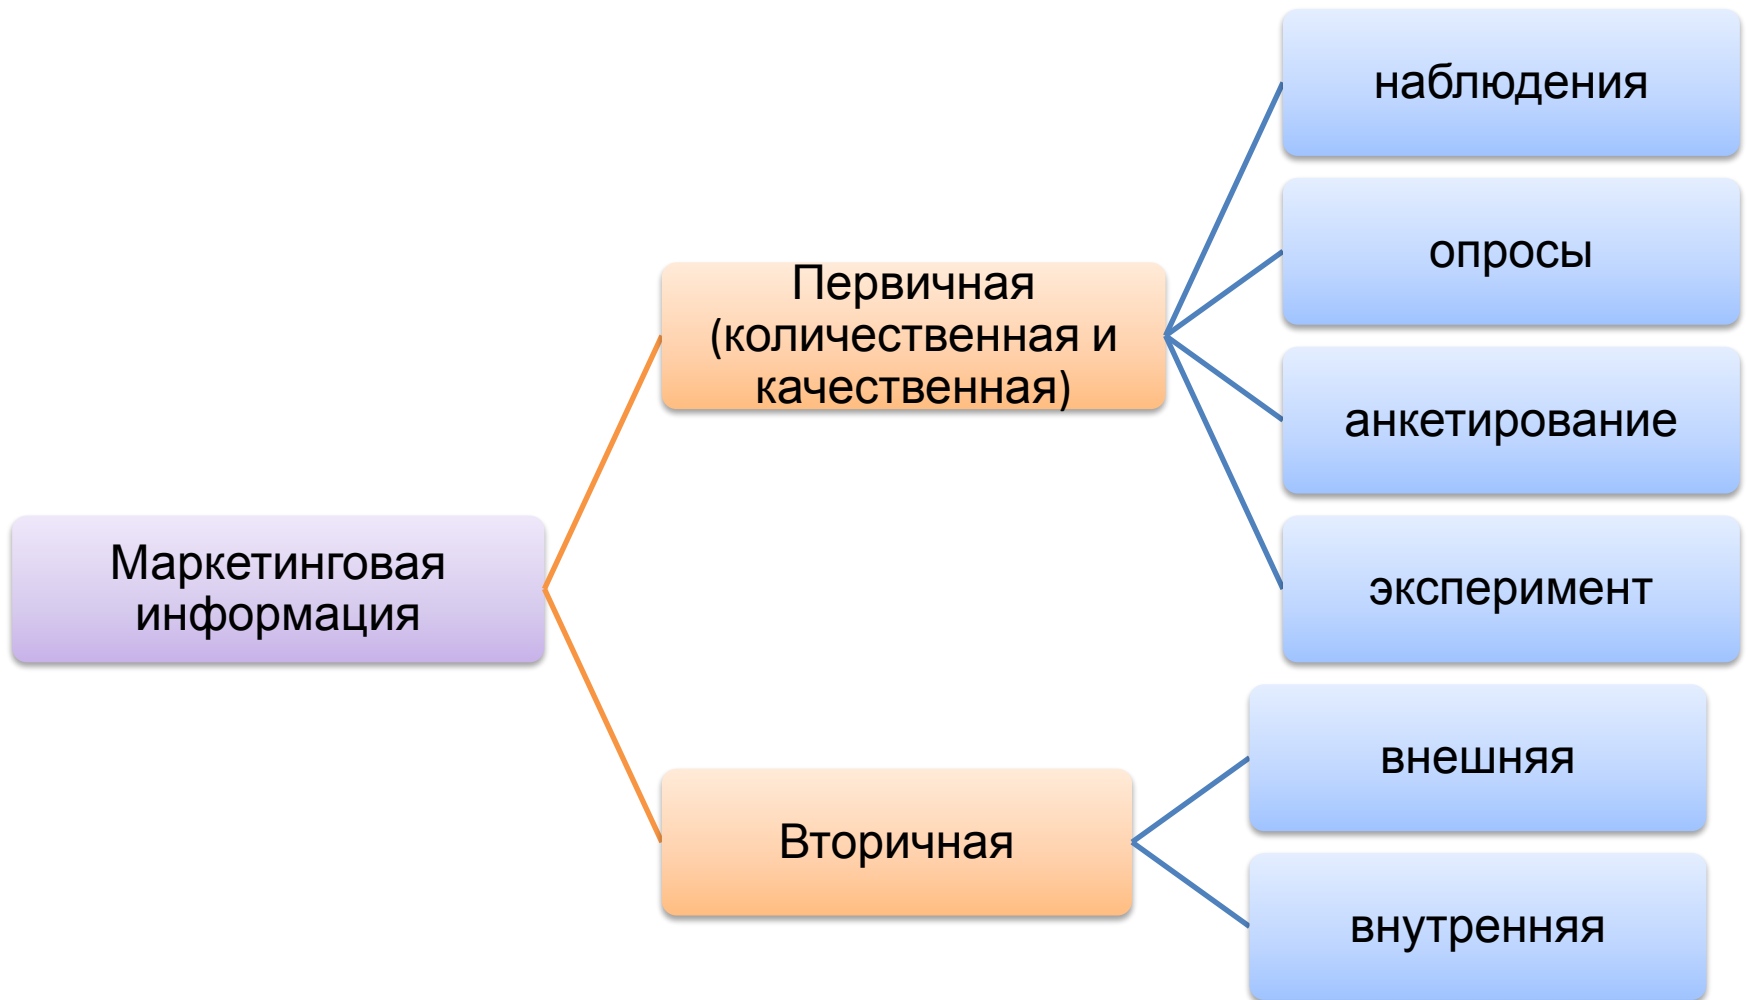 Маркетинговая
информация
Первичная
(количественная и
качественная)
наблюдения
опросы
анкетирование
эксперимент
Вторичная
внешняя
внутренняя